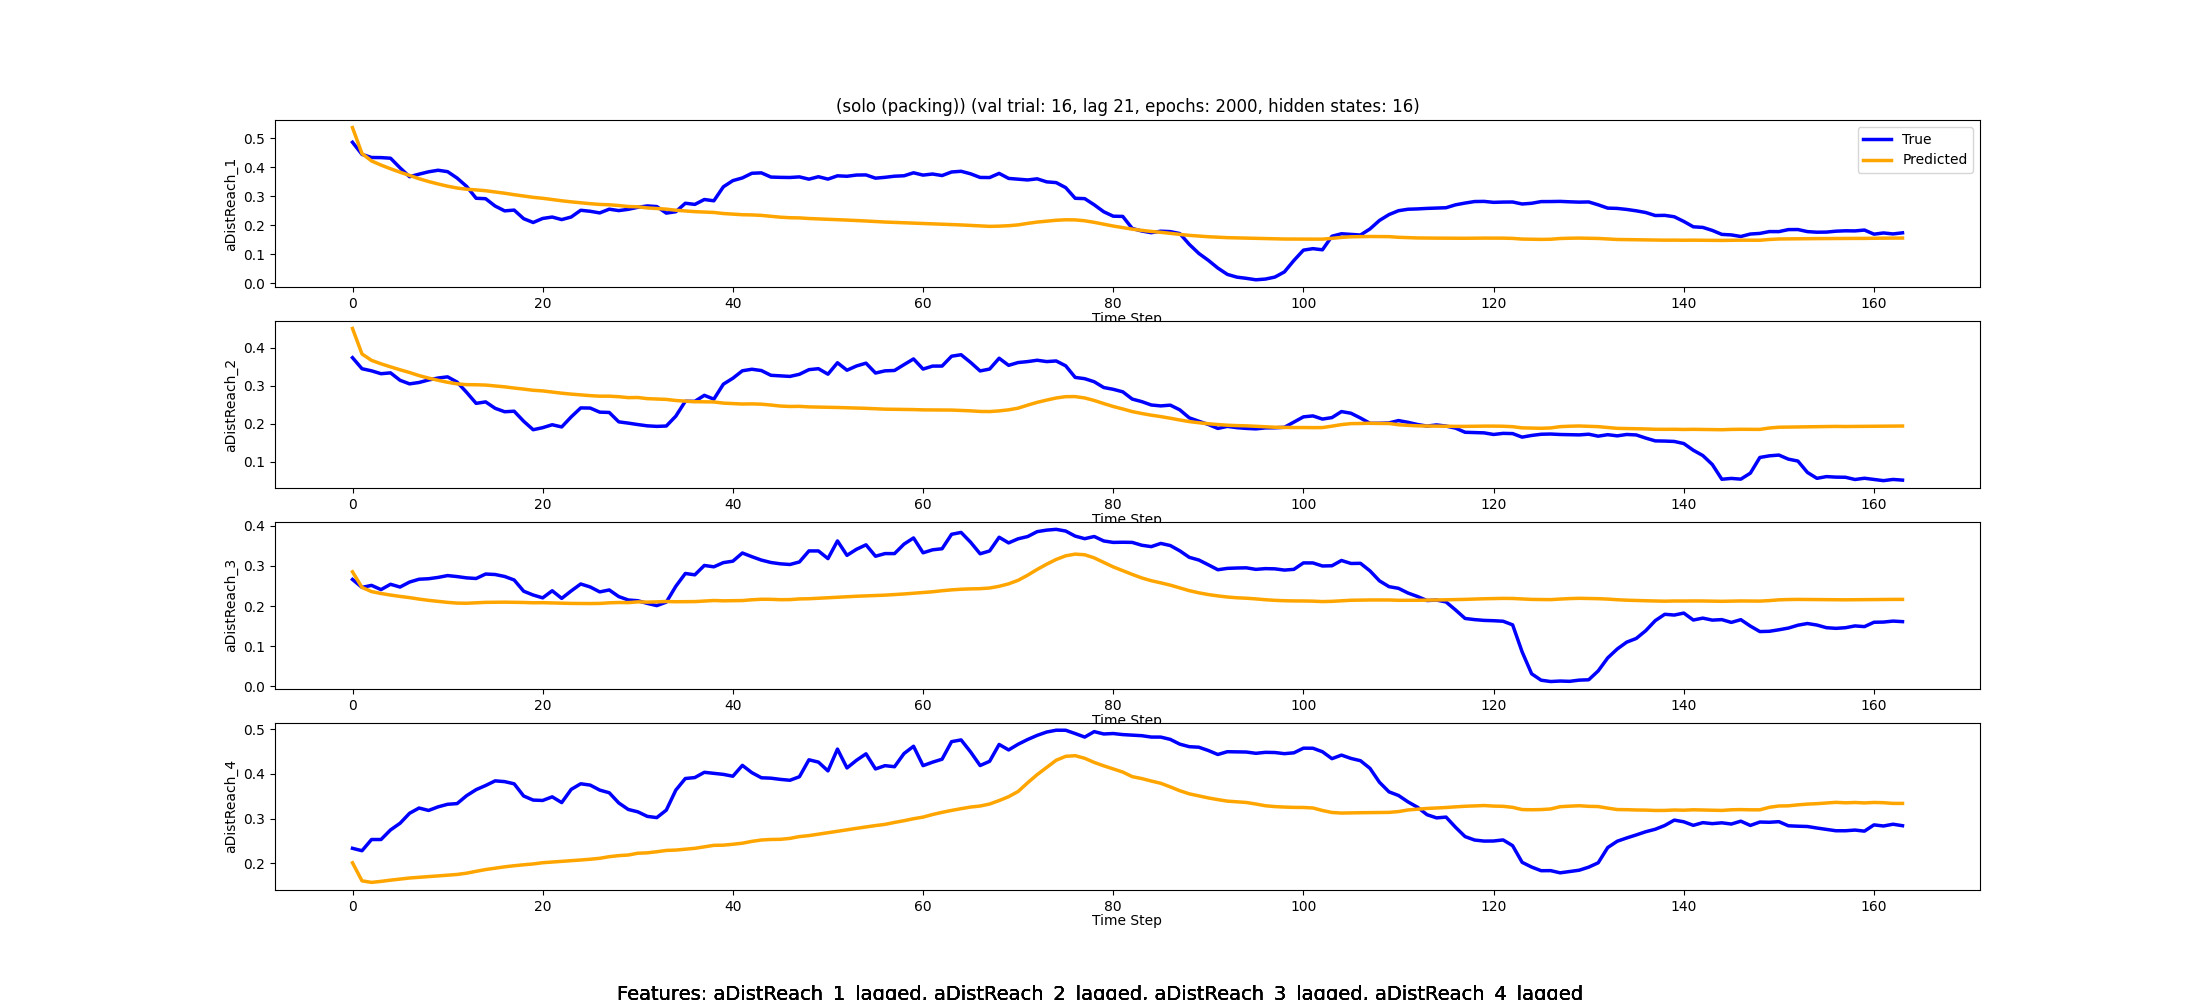 (solo (packing)) (val trial: 16, lag 21, epochs: 2000, hidden states: 16)
aDistReach_1
0.5
0.4
0.3
0.2
0.1
0.0
True
Predicted
0 20 40 60 80 100 120 140 160
Time Step
aDistReach_2
0.4
0.3
0.2
0.1
0 20 40 60 80 100 120 140 160
Time Step
aDistReach_3
0.4
0.3
0.2
0.1
0.0
0 20 40 60 80 100 120 140 160
Time Step
aDistReach_4
0.5
0.4
0.3
0.2
0 20 40 60 80 100 120 140 160
Time Step
Features: aDistReach_1_lagged, aDistReach_2_lagged, aDistReach_3_lagged, aDistReach_4_lagged